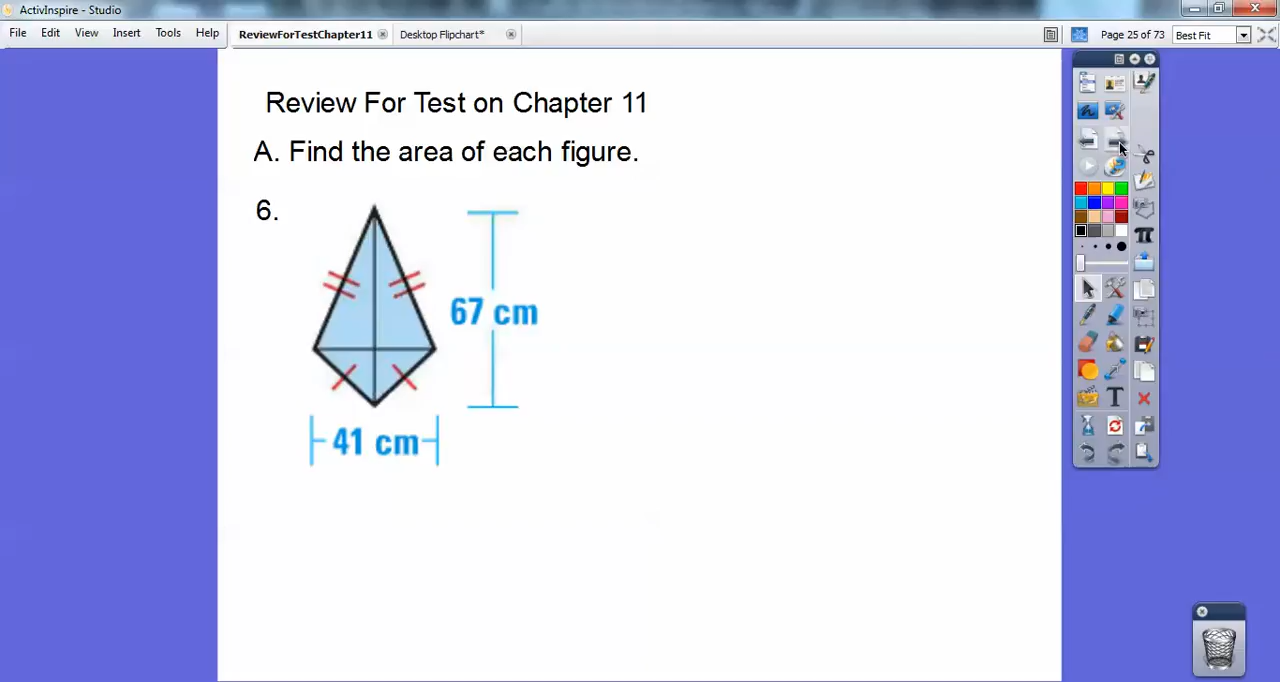 ActivInspire - Studio
File Edit View Insert Tools Help
ReviewForTestChapter11 Desktop Flipchart*
Page 25 of 73 Best Fit
Review For Test on Chapter 11
A. Find the area of each figure.
6.
67 cm
41 cm